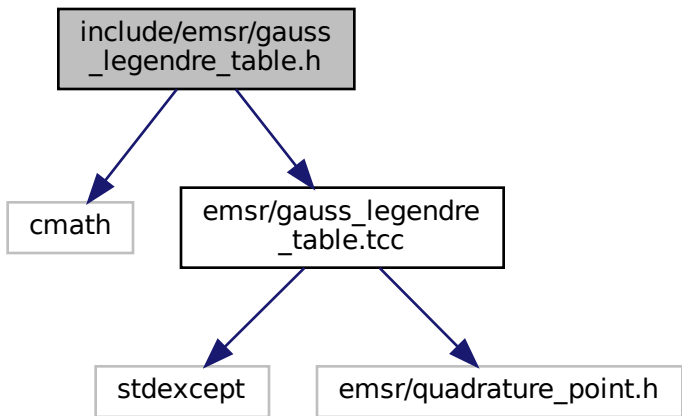 include/emsr/gauss
_legendre_table.h
cmath
emsr/gauss_legendre
_table.tcc
stdexcept
emsr/quadrature_point.h